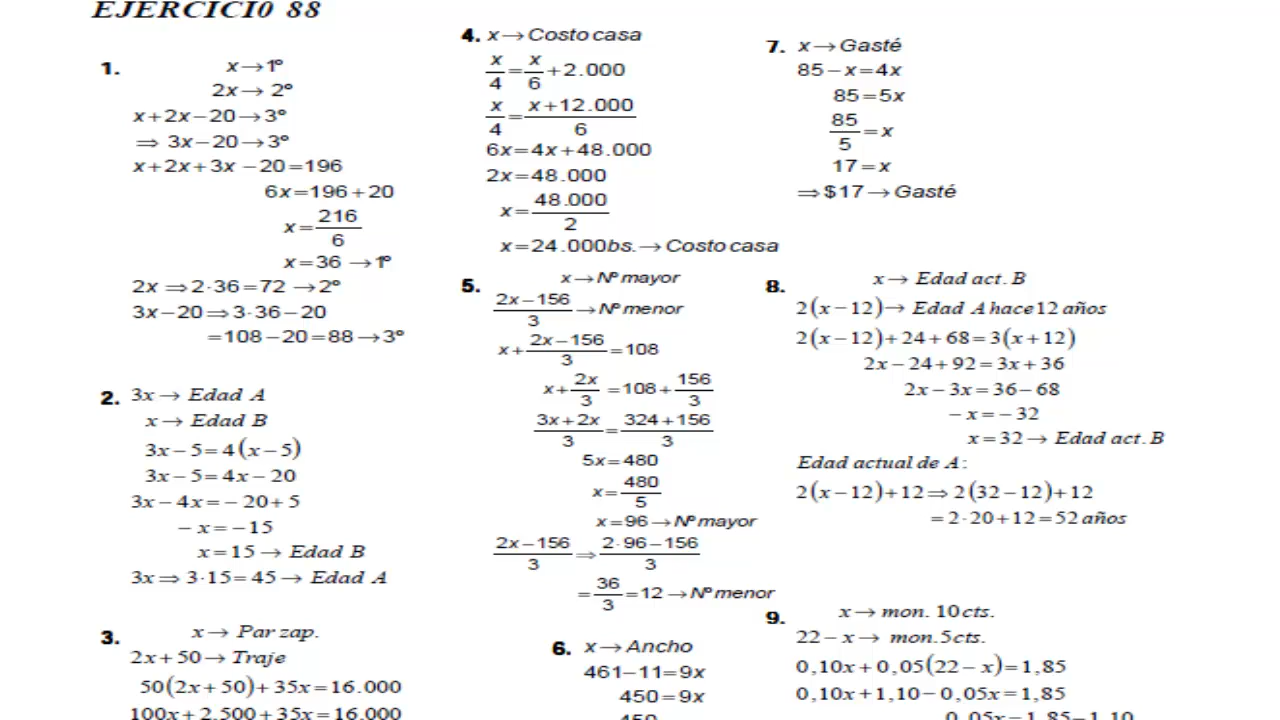 EJERCICI0 88
1. x→1º
2x→ 2º
x+2x−20→3º
⇒ 3x−20→3º
x+2x+3x −20=196
6x=196+20
x=216/6
x=36 →1º
2x ⇒2·36=72 →2º
3x−20⇒3·36−20
=108−20=88→3º
2. 3x→ Edad A
x→ Edad B
3x−5=4(x−5)
3x−5=4x−20
3x−4x=−20+5
−x=−15
x=15→ Edad B
3x⇒3·15=45→ Edad A
3. x→ Par zap.
2x+50→Traje
50(2x+50)+35x=16.000
100x+2.500+35x=16.000
4. x→Costo casa
x/4=x/6+2.000
x/4=x+12.000/6
6x=4x+48.000
2x=48.000
x=48.000/2
x=24.000bs.→Costo casa
5. x→Nº mayor
2x−156/3→Nº menor
x+2x−156/3=108
x+2x/3=108+156/3
3x+2x/3=324+156/3
5x=480
x=480/5
x=96→Nº mayor
2x−156/3⇒2·96−156/3
=36/3=12→Nº menor
6. x→Ancho
461−11=9x
450=9x
7. x→Gasté
85−x=4x
85=5x
85/5=x
17=x
⇒$17→Gasté
8. x→ Edad act. B
2(x−12)→ Edad A hace12 años
2(x−12)+24+68=3(x+12)
2x−24+92=3x+36
2x−3x=36−68
−x=−32
x=32→ Edad act. B
Edad actual de A:
2(x−12)+12⇒2(32−12)+12
=2·20+12=52 años
9. x→ mon. 10cts.
22−x→ mon.5cts.
0,10x+0,05(22−x)=1,85
0,10x+1,10−0,05x=1,85
0,05x=1,85−1,10